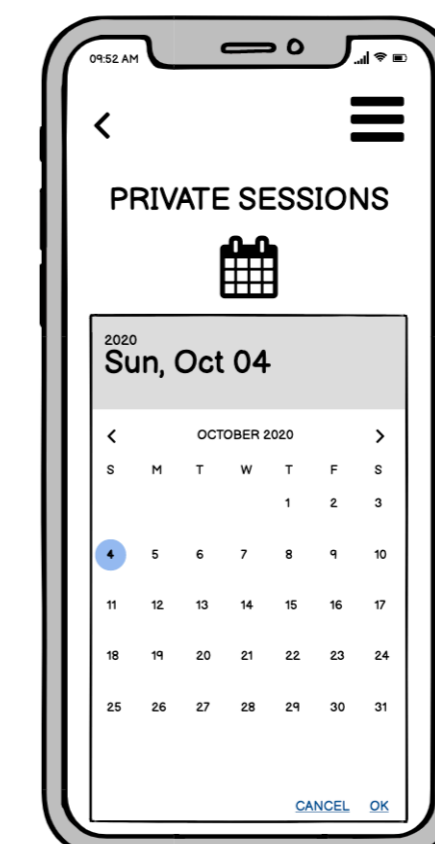 09:52 AM
PRIVATE SESSIONS
2020
Sun, Oct 04
OCTOBER 2020
S M T W T F S
1 2 3
4 5 6 7 8 9 10
11 12 13 14 15 16 17
18 19 20 21 22 23 24
25 26 27 28 29 30 31
CANCEL OK